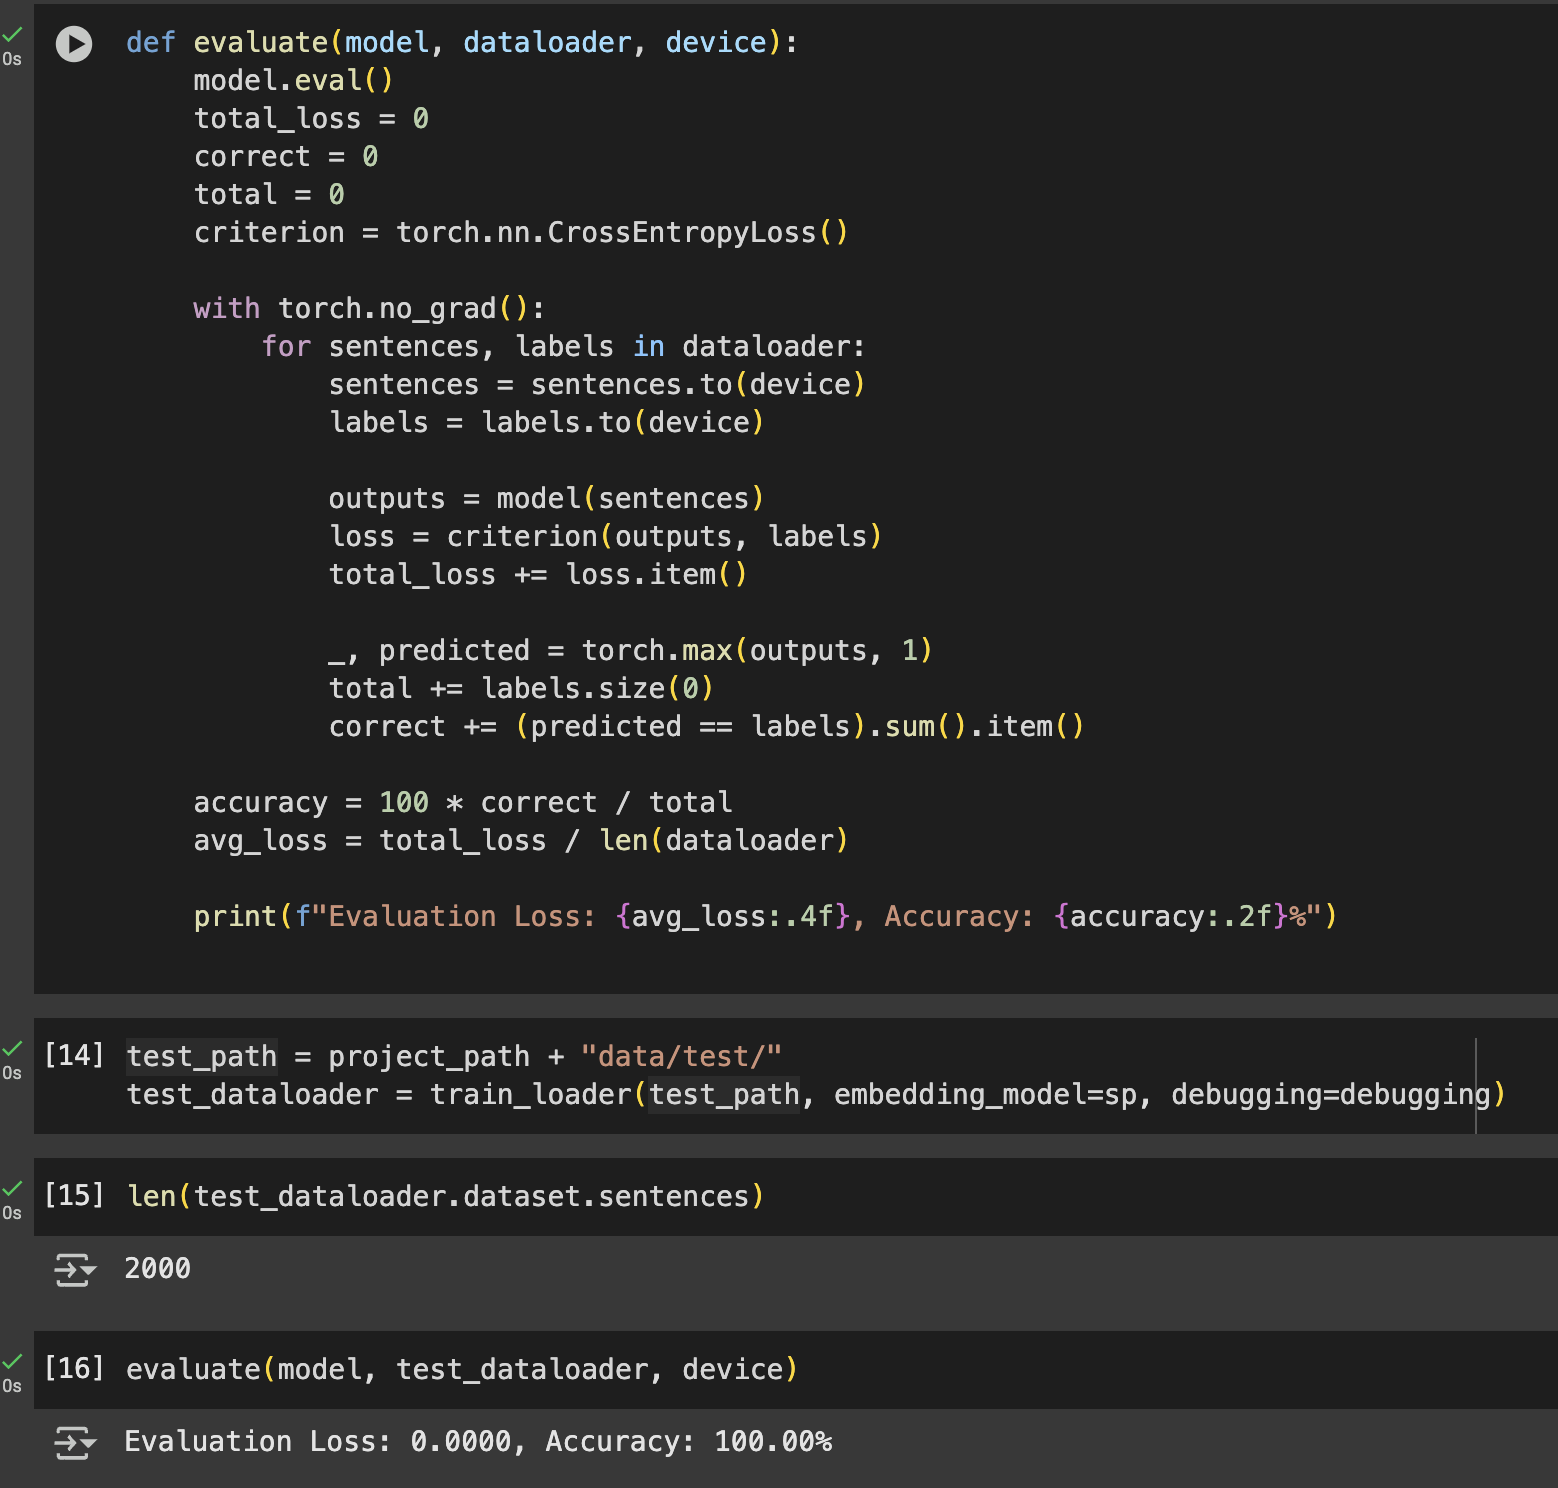 0s
def evaluate(model, dataloader, device):
    model.eval()
    total_loss = 0
    correct = 0
    total = 0
    criterion = torch.nn.CrossEntropyLoss()

    with torch.no_grad():
        for sentences, labels in dataloader:
            sentences = sentences.to(device)
            labels = labels.to(device)

            outputs = model(sentences)
            loss = criterion(outputs, labels)
            total_loss += loss.item()

            _, predicted = torch.max(outputs, 1)
            total += labels.size(0)
            correct += (predicted == labels).sum().item()

    accuracy = 100 * correct / total
    avg_loss = total_loss / len(dataloader)

    print(f"Evaluation Loss: {avg_loss:.4f}, Accuracy: {accuracy:.2f}%")
0s
[14] test_path = project_path + "data/test/"
test_dataloader = train_loader(test_path, embedding_model=sp, debugging=debugging)
0s
[15] len(test_dataloader.dataset.sentences)
2000
0s
[16] evaluate(model, test_dataloader, device)
Evaluation Loss: 0.0000, Accuracy: 100.00%